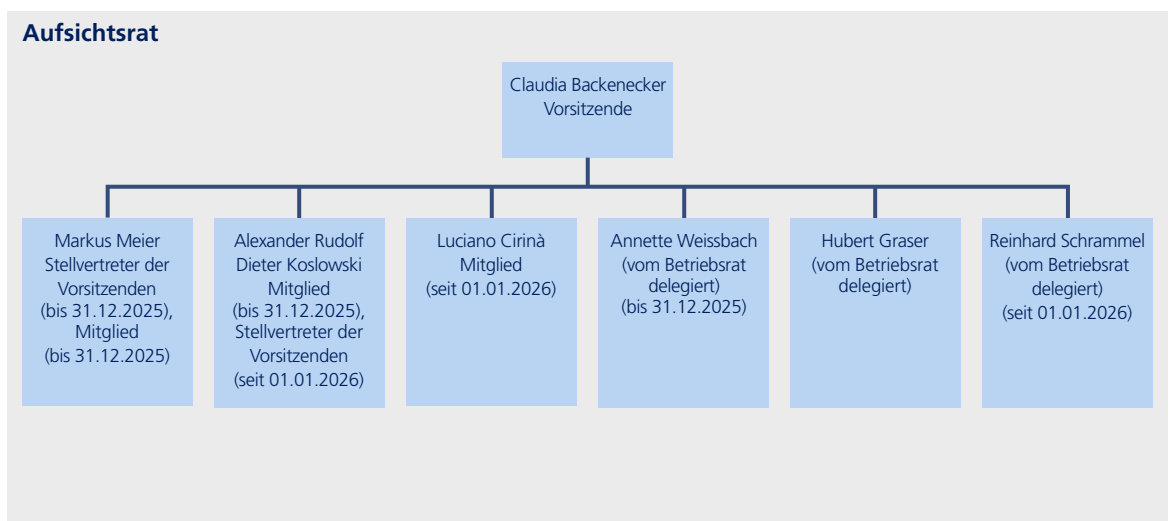 Aufsichtsrat
Claudia Backenecker
Vorsitzende
Markus Meier
Stellvertreter der
Vorsitzenden
(bis 31.12.2025),
Mitglied
(bis 31.12.2025)
Alexander Rudolf
Dieter Koslowski
Mitglied
(bis 31.12.2025),
Stellvertreter der
Vorsitzenden
(seit 01.01.2026)
Luciano Cirinà
Mitglied
(seit 01.01.2026)
Annette Weissbach
(vom Betriebsrat
delegiert)
(bis 31.12.2025)
Hubert Graser
(vom Betriebsrat
delegiert)
Reinhard Schrammel
(vom Betriebsrat
delegiert)
(seit 01.01.2026)